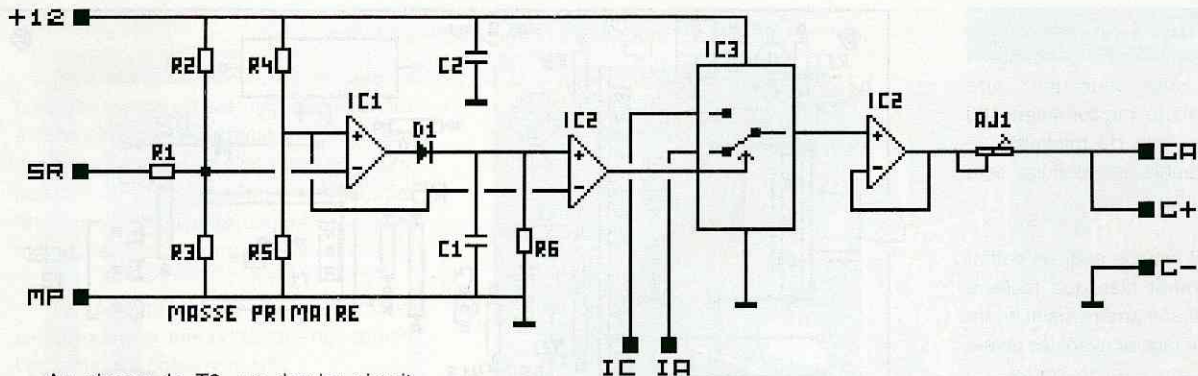 +12
IC3
R2
R4
C2
IC1
IC2
IC2
D1
AJ1
R1
SR
GA
C+
R3
R5
C1
R6
C-
MP
MASSE PRIMAIRE
IC IA